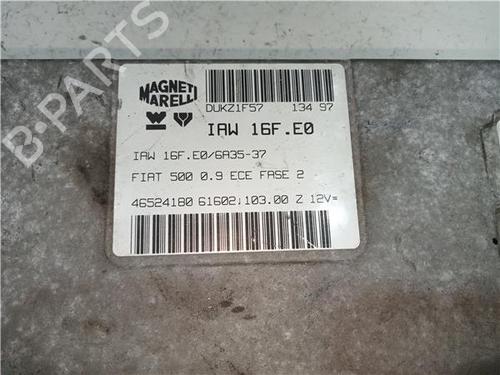 MAGNETI
MARELLI
DUKZ1F57 134 97
IAW 16F.E0
IAW 16F.E0/6A35-37
FIAT 500 0.9 ECE FASE 2
46524180 61602 103.00 Z 12V=
B-PARTS